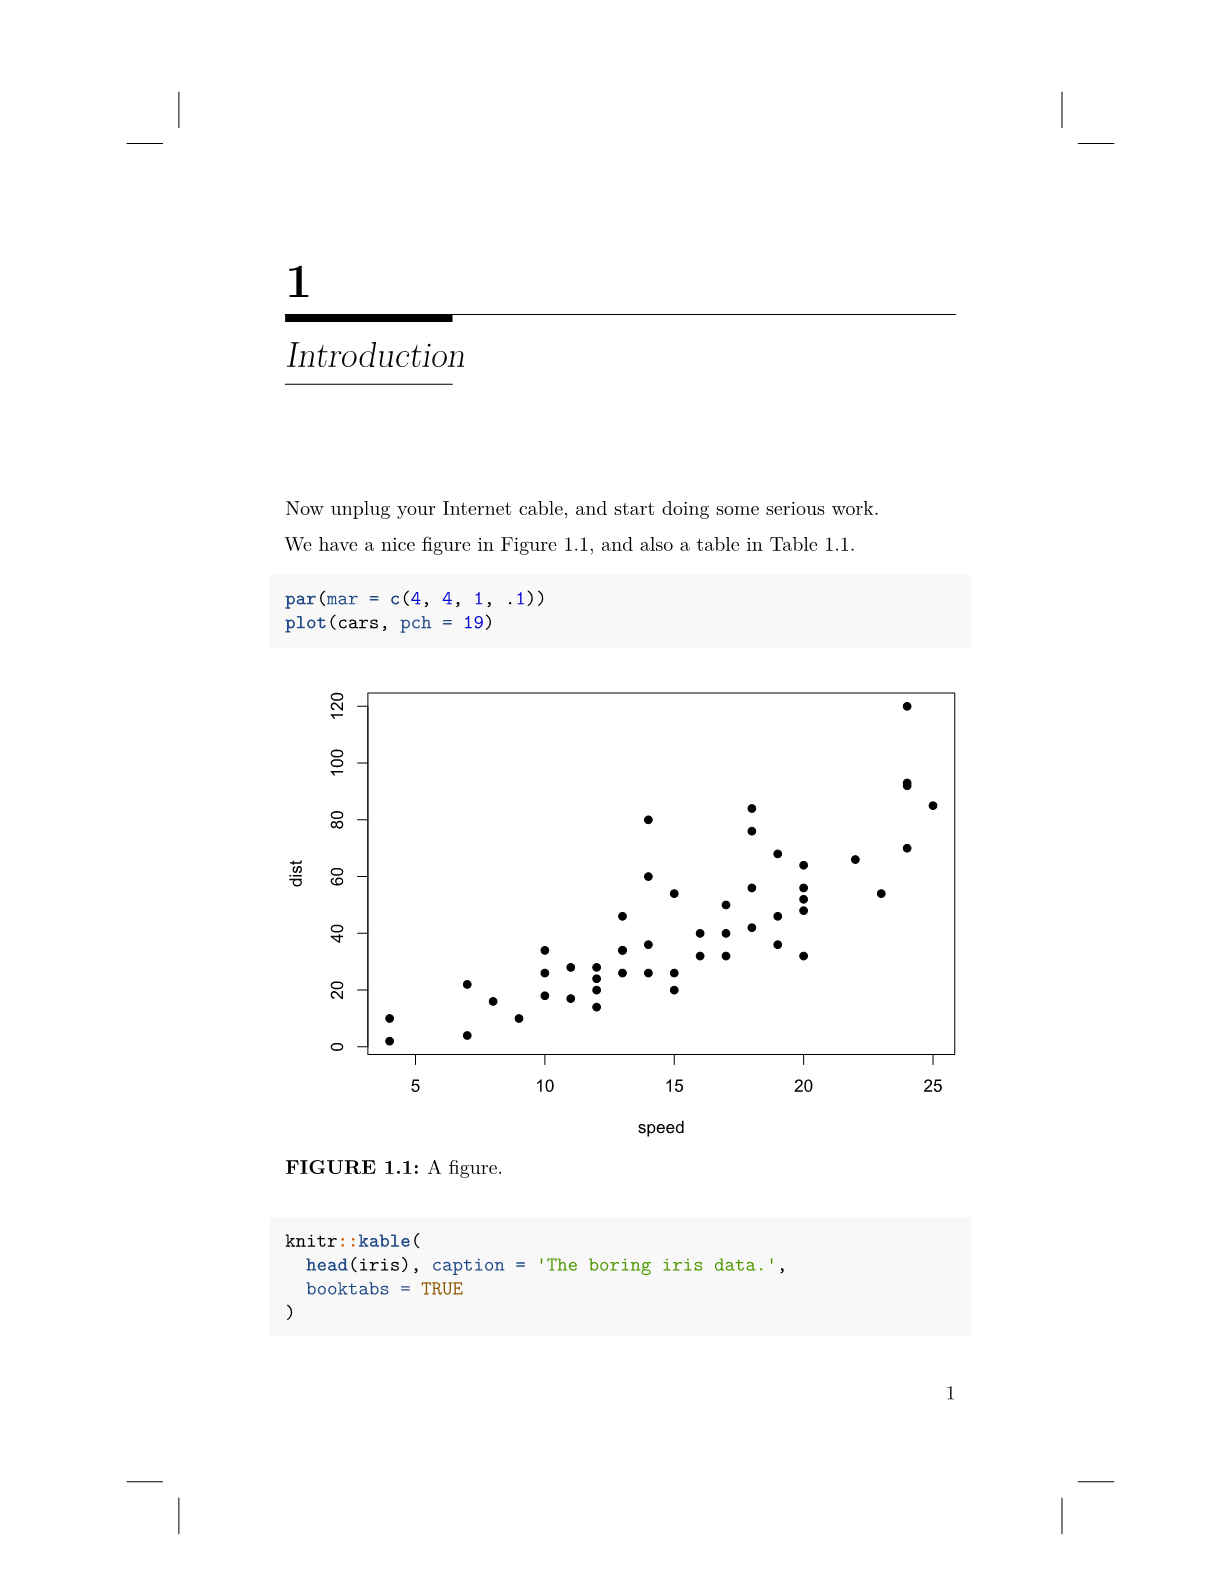 1
Introduction
Now unplug your Internet cable, and start doing some serious work.
We have a nice figure in Figure 1.1, and also a table in Table 1.1.
par(mar = c(4, 4, 1, .1))
plot(cars, pch = 19)
120
100
80
60
40
20
0
dist
5 10 15 20 25
speed
FIGURE 1.1: A figure.
knitr::kable(
  head(iris), caption = 'The boring iris data.',
  booktabs = TRUE
)
1